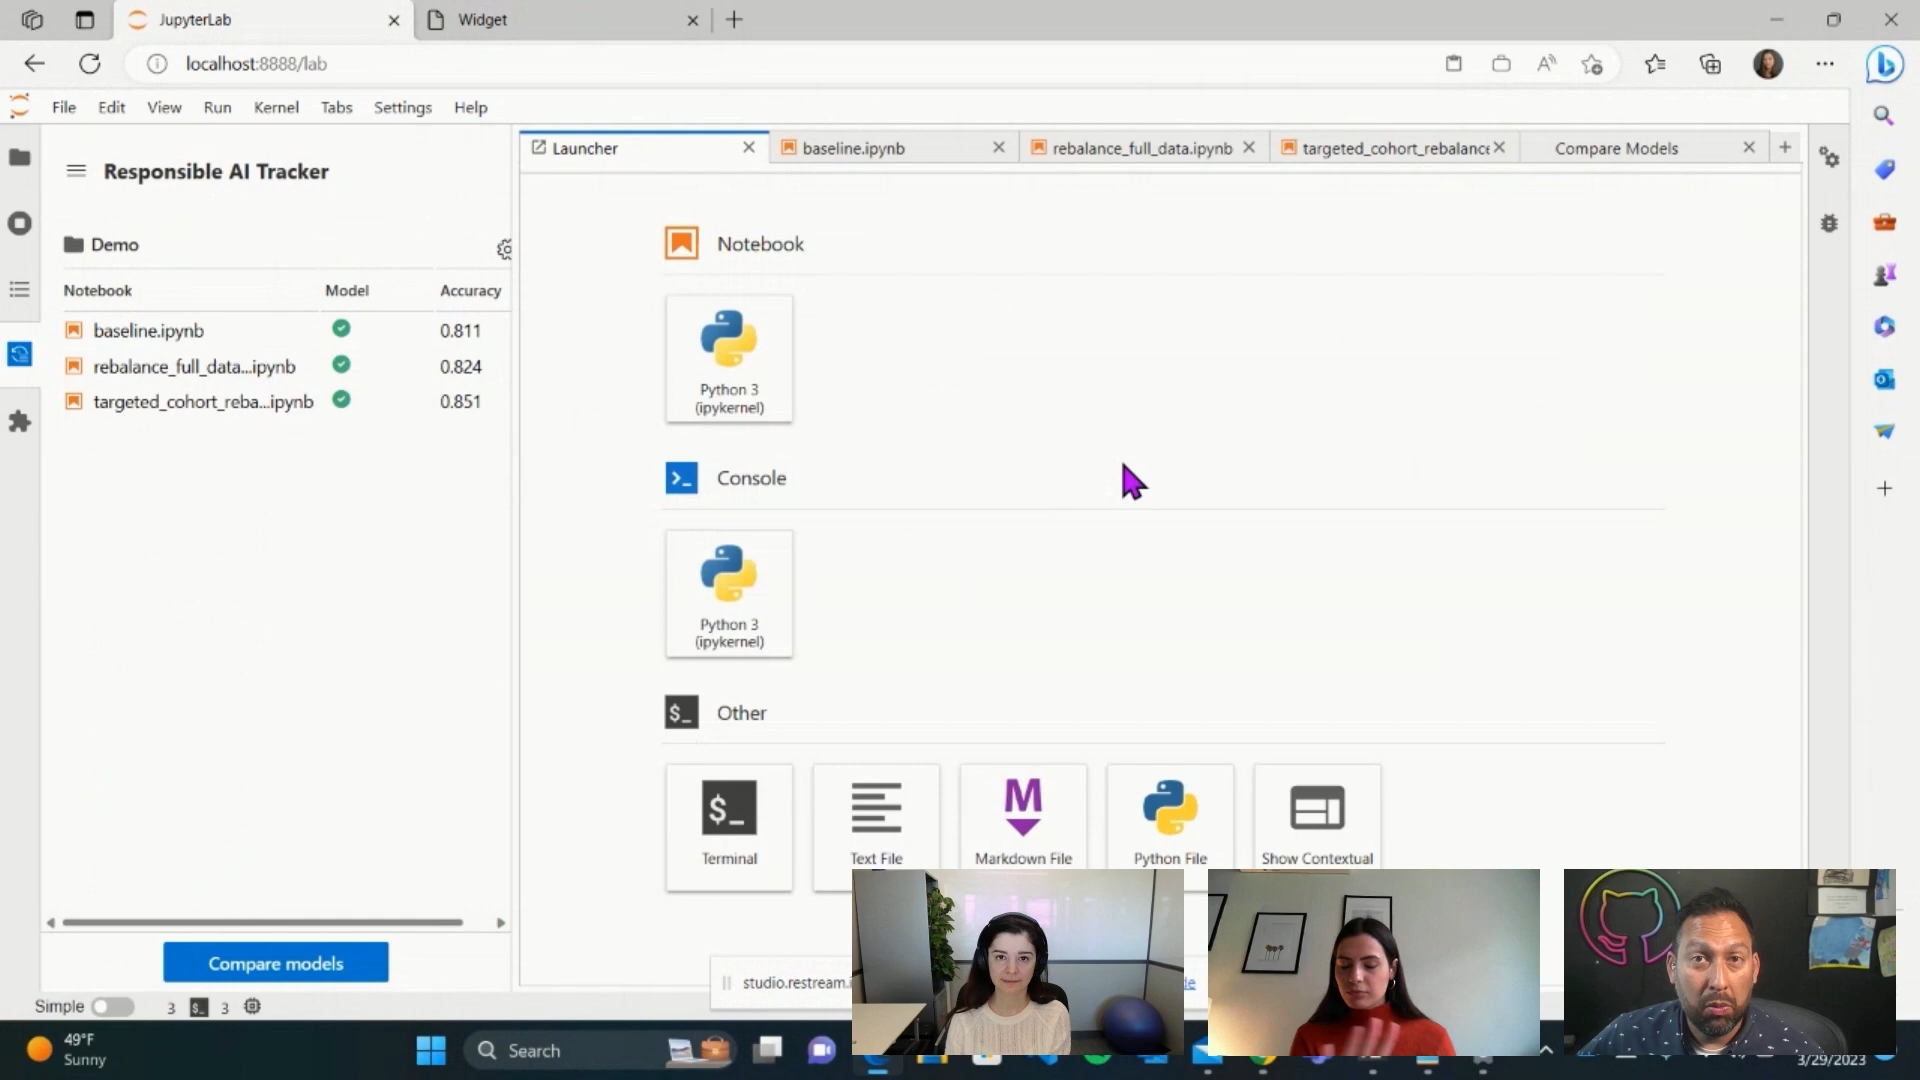 JupyterLab
Widget
localhost:8888/lab
File Edit View Run Kernel Tabs Settings Help
Responsible AI Tracker
Launcher
baseline.ipynb
rebalance_full_data.ipynb
targeted_cohort_rebalance
Compare Models
Demo
Notebook Model Accuracy
baseline.ipynb 0.811
rebalance_full_data...ipynb 0.824
targeted_cohort_reba...ipynb 0.851
Notebook
Python 3
(ipykernel)
Console
>_
Python 3
(ipykernel)
$_
Other
$_
M
Terminal
Text File
Markdown File
Python File
Show Contextual
Compare models
studio.restream.i
de
Simple
3
$_
3
49°F
Sunny
Search
3/29/2023